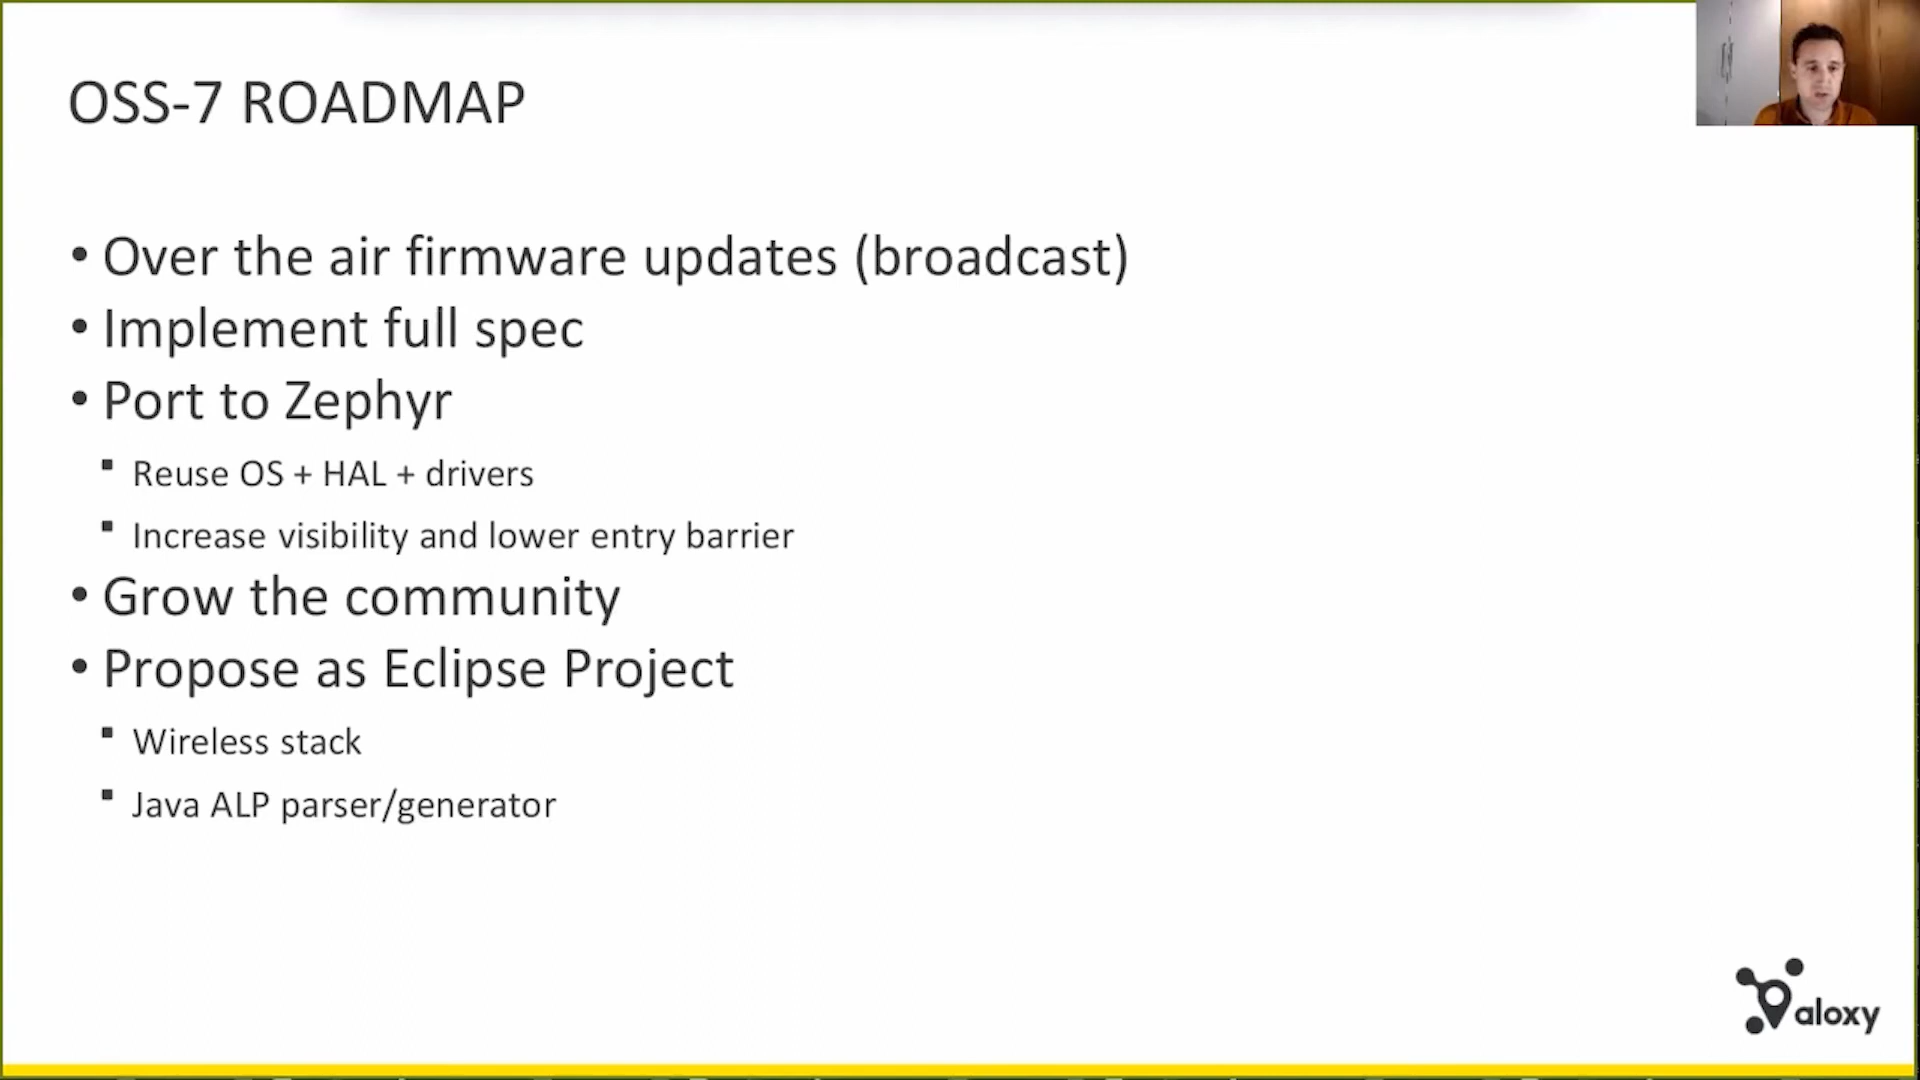 OSS-7 ROADMAP
• Over the air firmware updates (broadcast)
• Implement full spec
• Port to Zephyr
▪ Reuse OS + HAL + drivers
▪ Increase visibility and lower entry barrier
• Grow the community
• Propose as Eclipse Project
▪ Wireless stack
▪ Java ALP parser/generator
aloxy